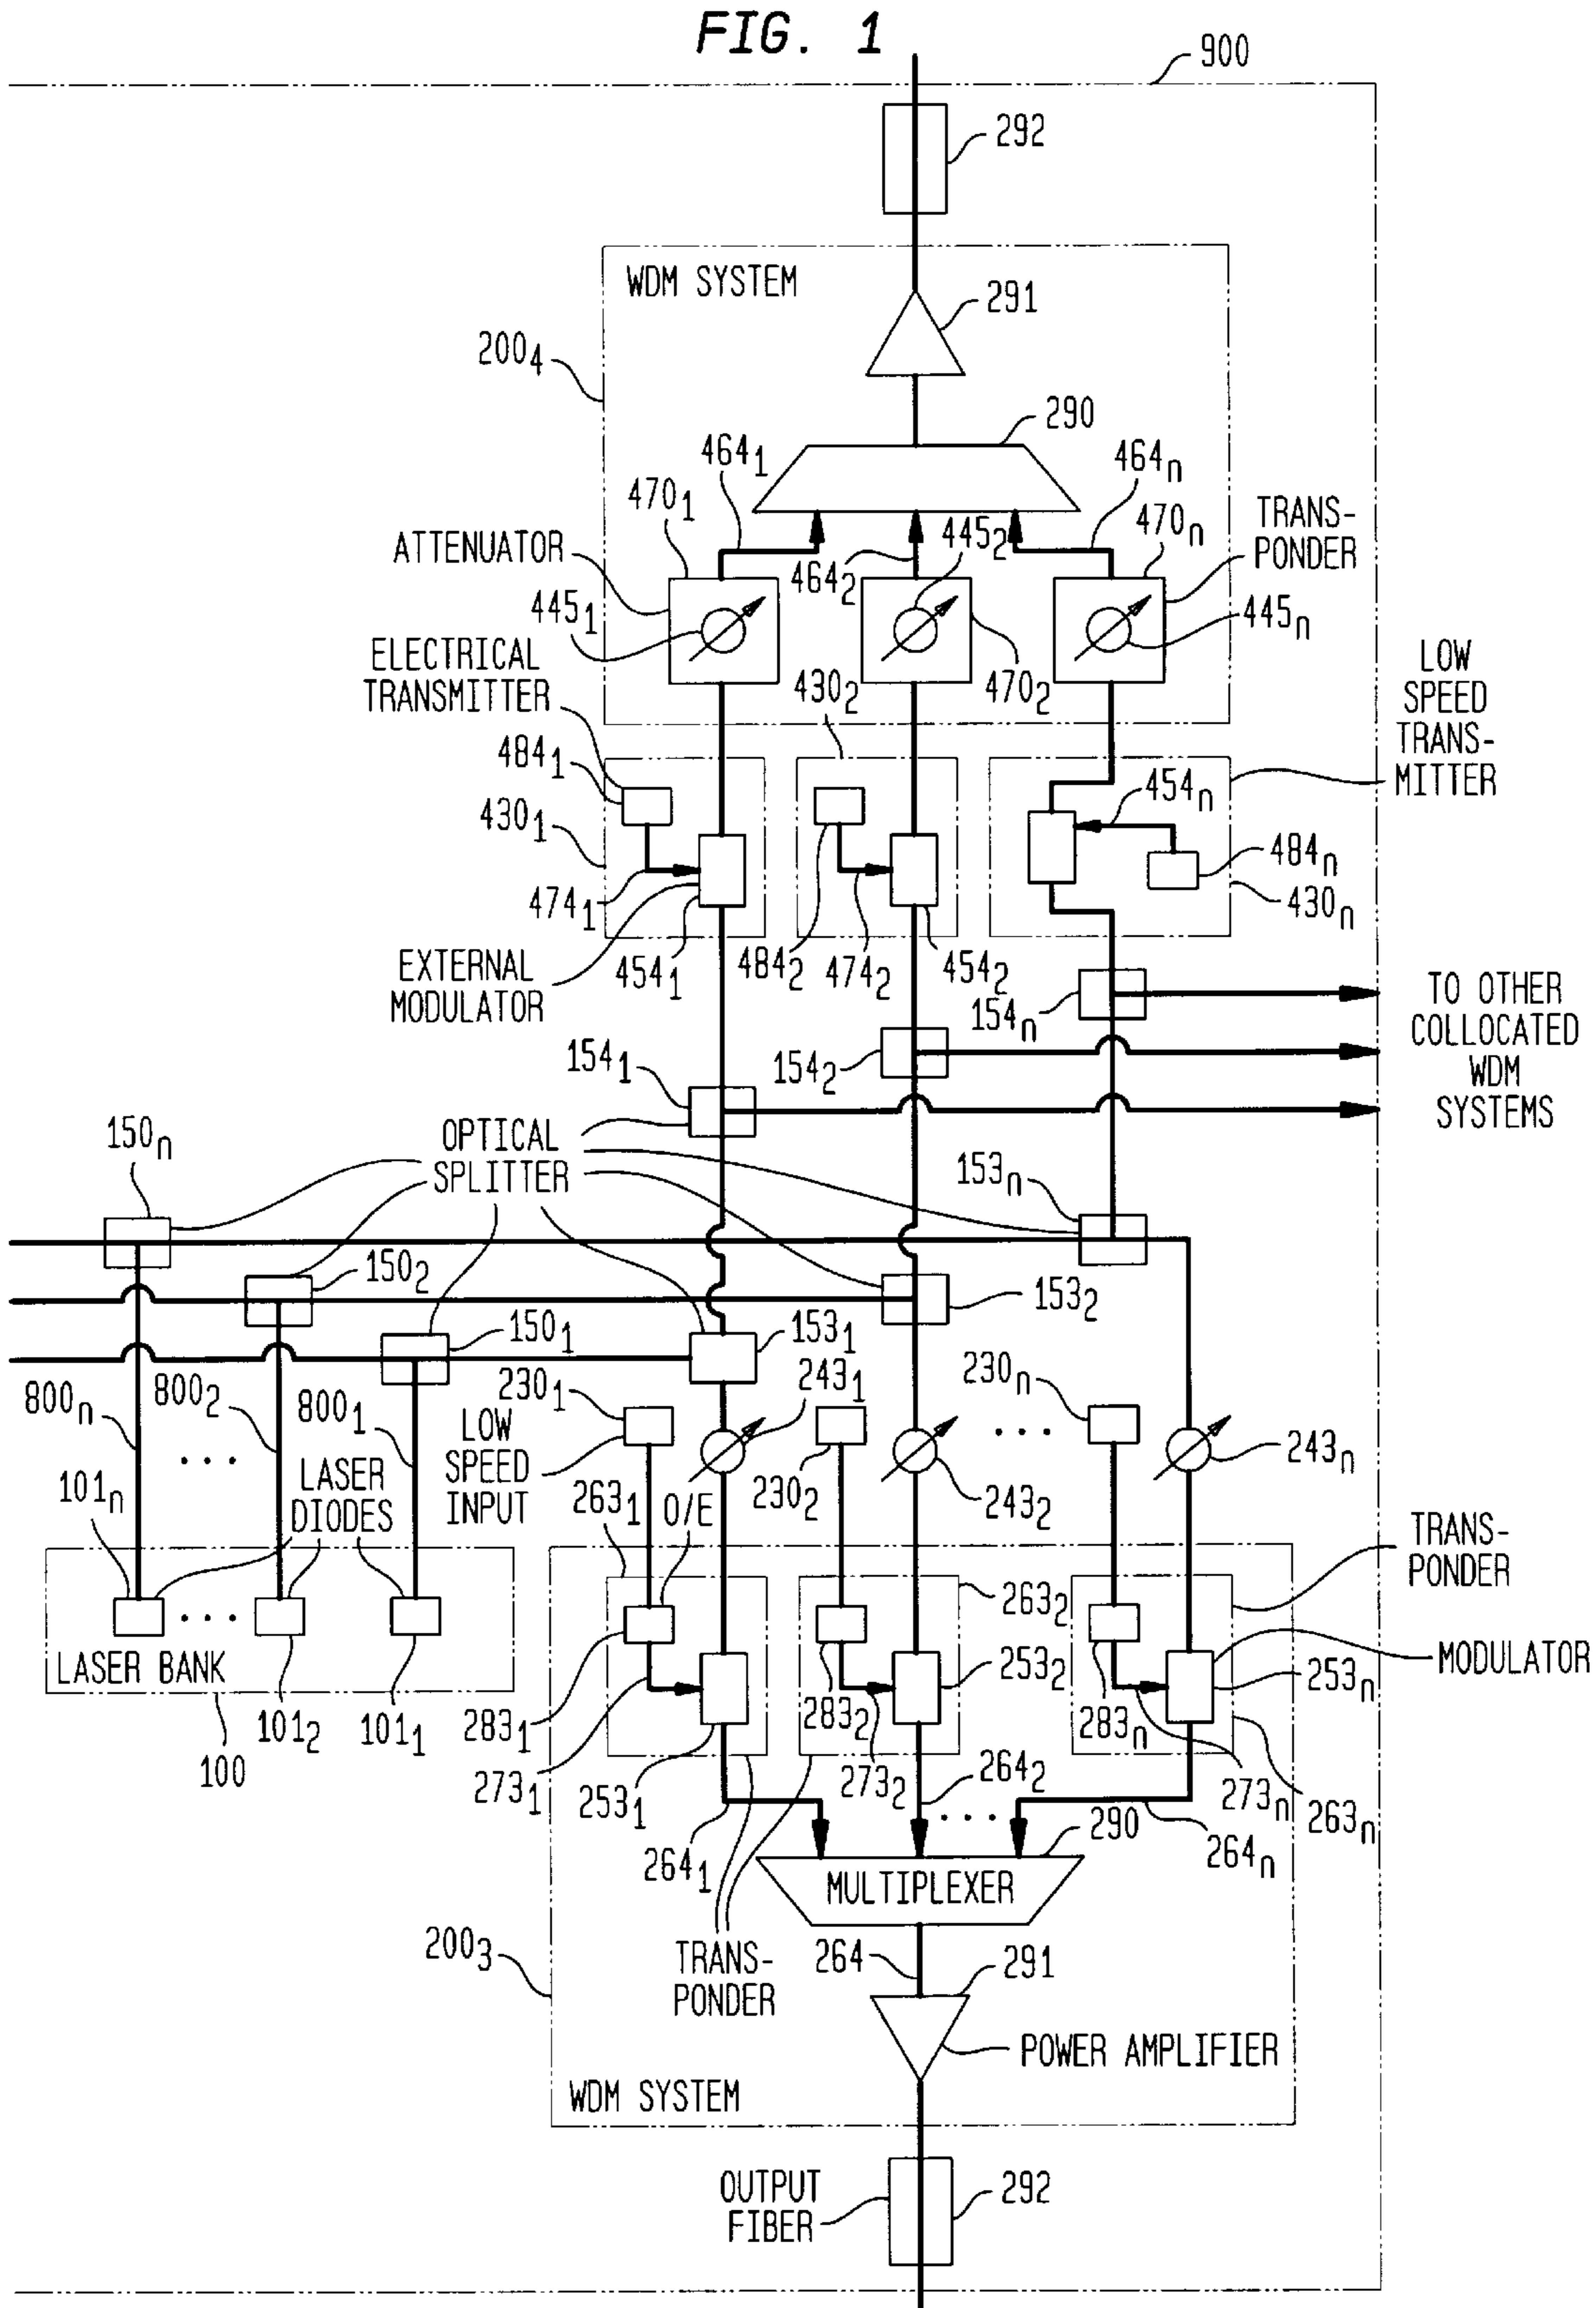 FIG. 1
900
292
WDM SYSTEM
291
200₄
290
464₁
464ₙ
470₁
470ₙ
TRANS-
PONDER
ATTENUATOR
445₂
464₂
445₁
445ₙ
ELECTRICAL
TRANSMITTER
430₂
470₂
LOW
SPEED
TRANS-
MITTER
484₁
430₁
454ₙ
484ₙ
474₁
430ₙ
EXTERNAL
MODULATOR
454₁
484₂
474₂
454₂
154ₙ
TO OTHER
COLLOCATED
WDM
SYSTEMS
154₁
154₂
150ₙ
OPTICAL
SPLITTER
153ₙ
150₂
153₂
150₁
153₁
800ₙ
800₂
800₁
230₁
243₁
230ₙ
LOW
SPEED
INPUT
. . .
. . .
LASER
DIODES
101ₙ
263₁
O/E
230₂
243₂
243ₙ
TRANS-
PONDER
. . .
263₂
LASER BANK
MODULATOR
253₂
253ₙ
100
101₂
101₁
283₁
283₂
283ₙ
273₁
253₁
273₂
264₂
273ₙ
263ₙ
. . .
264₁
290
264ₙ
MULTIPLEXER
200₃
TRANS-
PONDER
264
291
POWER AMPLIFIER
WDM SYSTEM
OUTPUT
FIBER
292